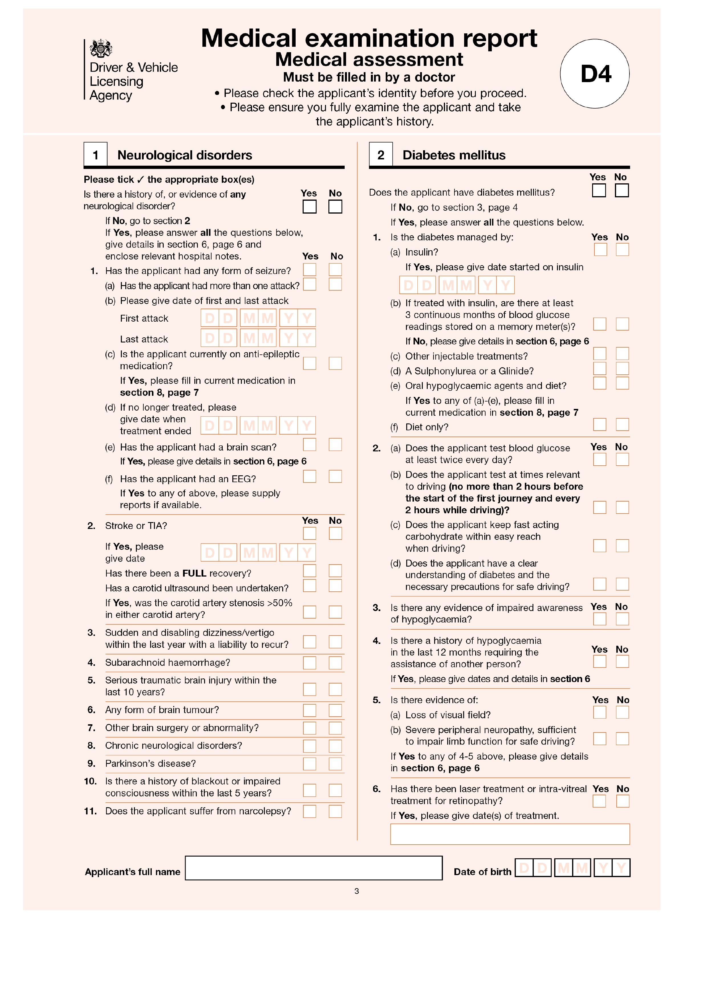 Driver & Vehicle
Licensing
Agency
Medical examination report
Medical assessment
Must be filled in by a doctor
• Please check the applicant's identity before you proceed.
• Please ensure you fully examine the applicant and take
the applicant's history.
D4
1 Neurological disorders
Please tick ✓ the appropriate box(es)
Is there a history of, or evidence of any
neurological disorder?
Yes No
If No, go to section 2
If Yes, please answer all the questions below,
give details in section 6, page 6 and
enclose relevant hospital notes.
Yes No
1. Has the applicant had any form of seizure?
(a) Has the applicant had more than one attack?
(b) Please give date of first and last attack
First attack D D M M Y Y
Last attack D D M M Y Y
(c) Is the applicant currently on anti-epileptic
medication?
If Yes, please fill in current medication in
section 8, page 7
(d) If no longer treated, please
give date when
treatment ended D D M M Y Y
(e) Has the applicant had a brain scan?
If Yes, please give details in section 6, page 6
(f) Has the applicant had an EEG?
If Yes to any of above, please supply
reports if available.
Yes No
2. Stroke or TIA?
If Yes, please
give date D D M M Y Y
Has there been a FULL recovery?
Has a carotid ultrasound been undertaken?
If Yes, was the carotid artery stenosis >50%
in either carotid artery?
3. Sudden and disabling dizziness/vertigo
within the last year with a liability to recur?
4. Subarachnoid haemorrhage?
5. Serious traumatic brain injury within the
last 10 years?
6. Any form of brain tumour?
7. Other brain surgery or abnormality?
8. Chronic neurological disorders?
9. Parkinson's disease?
10. Is there a history of blackout or impaired
consciousness within the last 5 years?
11. Does the applicant suffer from narcolepsy?
2 Diabetes mellitus
Yes No
Does the applicant have diabetes mellitus?
If No, go to section 3, page 4
If Yes, please answer all the questions below.
1. Is the diabetes managed by: Yes No
(a) Insulin?
If Yes, please give date started on insulin
D D M M Y Y
(b) If treated with insulin, are there at least
3 continuous months of blood glucose
readings stored on a memory meter(s)?
If No, please give details in section 6, page 6
(c) Other injectable treatments?
(d) A Sulphonylurea or a Glinide?
(e) Oral hypoglycaemic agents and diet?
If Yes to any of (a)-(e), please fill in
current medication in section 8, page 7
(f) Diet only?
2. (a) Does the applicant test blood glucose Yes No
at least twice every day?
(b) Does the applicant test at times relevant
to driving (no more than 2 hours before
the start of the first journey and every
2 hours while driving)?
(c) Does the applicant keep fast acting
carbohydrate within easy reach
when driving?
(d) Does the applicant have a clear
understanding of diabetes and the
necessary precautions for safe driving?
3. Is there any evidence of impaired awareness Yes No
of hypoglycaemia?
4. Is there a history of hypoglycaemia
in the last 12 months requiring the Yes No
assistance of another person?
If Yes, please give dates and details in section 6
5. Is there evidence of: Yes No
(a) Loss of visual field?
(b) Severe peripheral neuropathy, sufficient
to impair limb function for safe driving?
If Yes to any of 4-5 above, please give details
in section 6, page 6
6. Has there been laser treatment or intra-vitreal Yes No
treatment for retinopathy?
If Yes, please give date(s) of treatment.
Applicant's full name
Date of birth D D M M Y Y
3